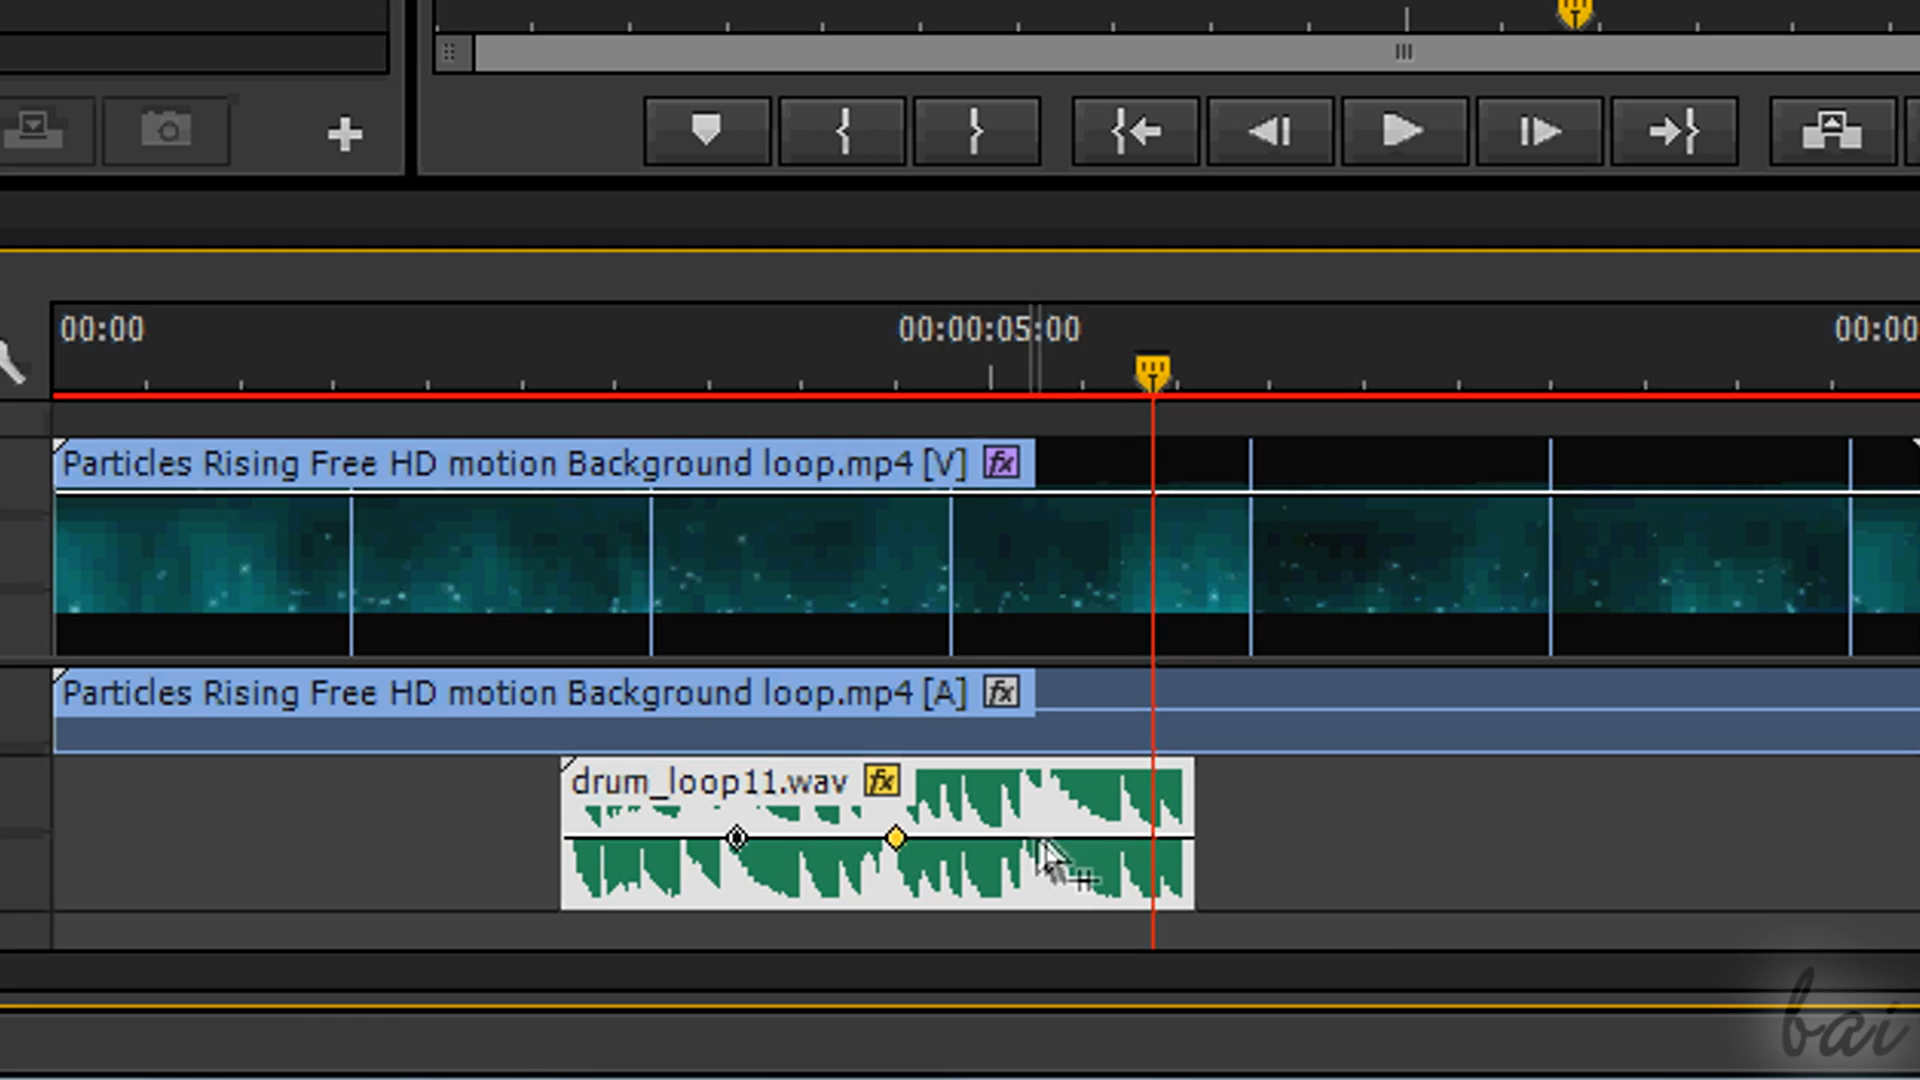 00:00 00:00:05:00 00:00
Particles Rising Free HD motion Background loop.mp4 [V] fx
Particles Rising Free HD motion Background loop.mp4 [A] fx
drum_loop11.wav fx
bai